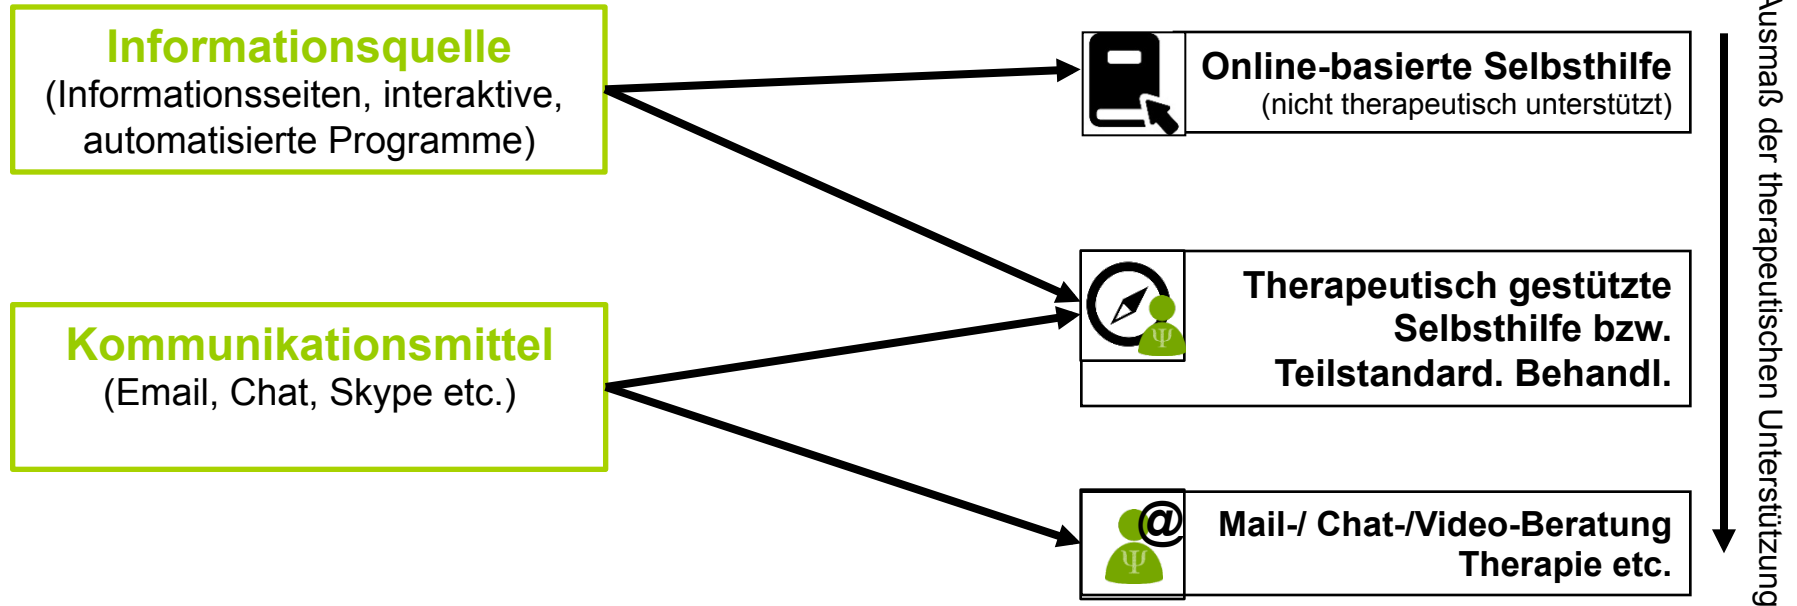 Informationsquelle
(Informationsseiten, interaktive,
automatisierte Programme)
Kommunikationsmittel
(Email, Chat, Skype etc.)
Online-basierte Selbsthilfe
(nicht therapeutisch unterstützt)
Ψ
Therapeutisch gestützte
Selbsthilfe bzw.
Teilstandard. Behandl.
@
Ψ
Mail-/ Chat-/Video-Beratung
Therapie etc.
Ausmaß der therapeutischen Unterstützung